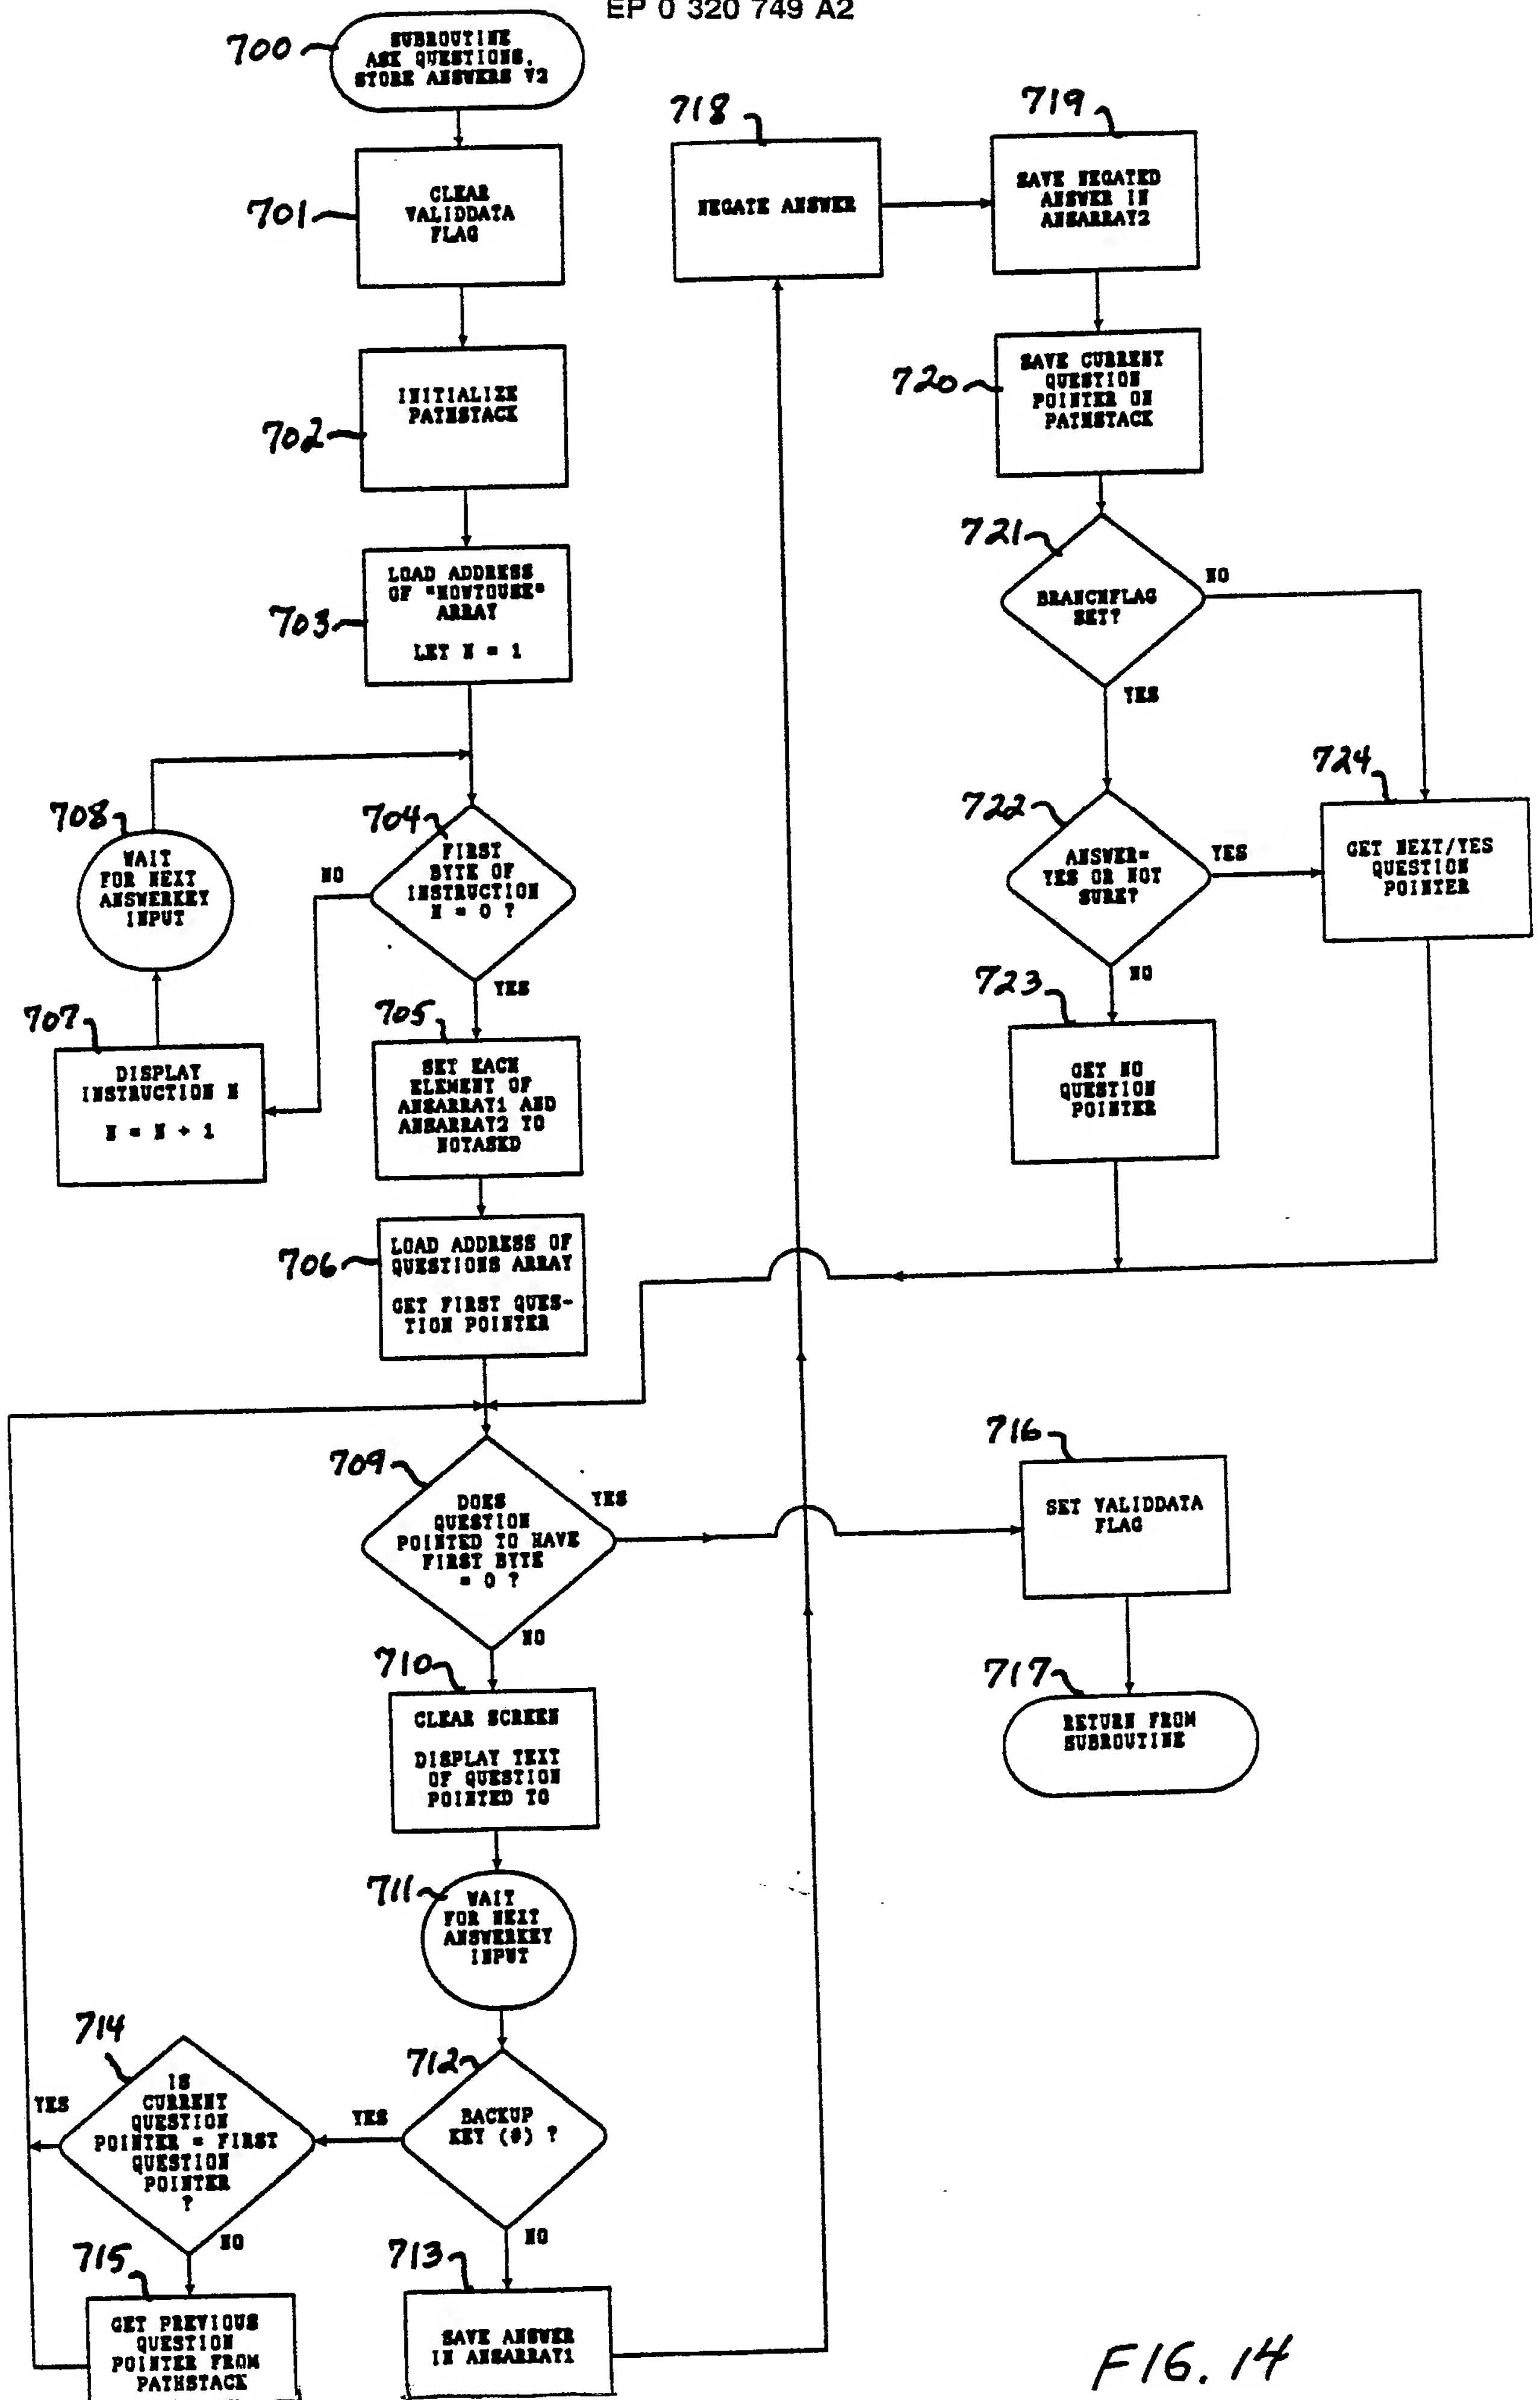 EP 0 320 749 A2
700
SUBROUTINE
ASK QUESTIONS,
STORE ANSWERS V2
701
CLEAR
VALIDDATA
FLAG
702
INITIALIZE
PATHSTACK
703
LOAD ADDRESS
OF "HOWTOUSE"
ARRAY
LET N = 1
704
FIRST
BYTE OF
INSTRUCTION
N = 0 ?
NO
YES
708
WAIT
FOR NEXT
ANSWERKEY
INPUT
707
DISPLAY
INSTRUCTION N
N = N + 1
705
SET EACH
ELEMENT OF
ANSARRAY1 AND
ANSARRAY2 TO
NOTASKD
706
LOAD ADDRESS OF
QUESTIONS ARRAY
GET FIRST QUES-
TION POINTER
709
DOES
QUESTION
POINTED TO HAVE
FIRST BYTE
= 0 ?
YES
NO
710
CLEAR SCREEN
DISPLAY TEXT
OF QUESTION
POINTED TO
711
WAIT
FOR NEXT
ANSWERKEY
INPUT
712
BACKUP
KEY (#) ?
YES
NO
714
IS
CURRENT
QUESTION
POINTER = FIRST
QUESTION
POINTER
?
YES
NO
715
GET PREVIOUS
QUESTION
POINTER FROM
PATHSTACK
713
SAVE ANSWER
IN ANSARRAY1
718
NEGATE ANSWER
719
SAVE NEGATED
ANSWER IN
ANSARRAY2
720
SAVE CURRENT
QUESTION
POINTER ON
PATHSTACK
721
BRANCHFLAG
SET?
NO
YES
722
ANSWER=
YES OR NOT
SURE?
YES
NO
724
GET NEXT/YES
QUESTION
POINTER
723
GET NO
QUESTION
POINTER
716
SET VALIDDATA
FLAG
717
RETURN FROM
SUBROUTINE
FIG. 14